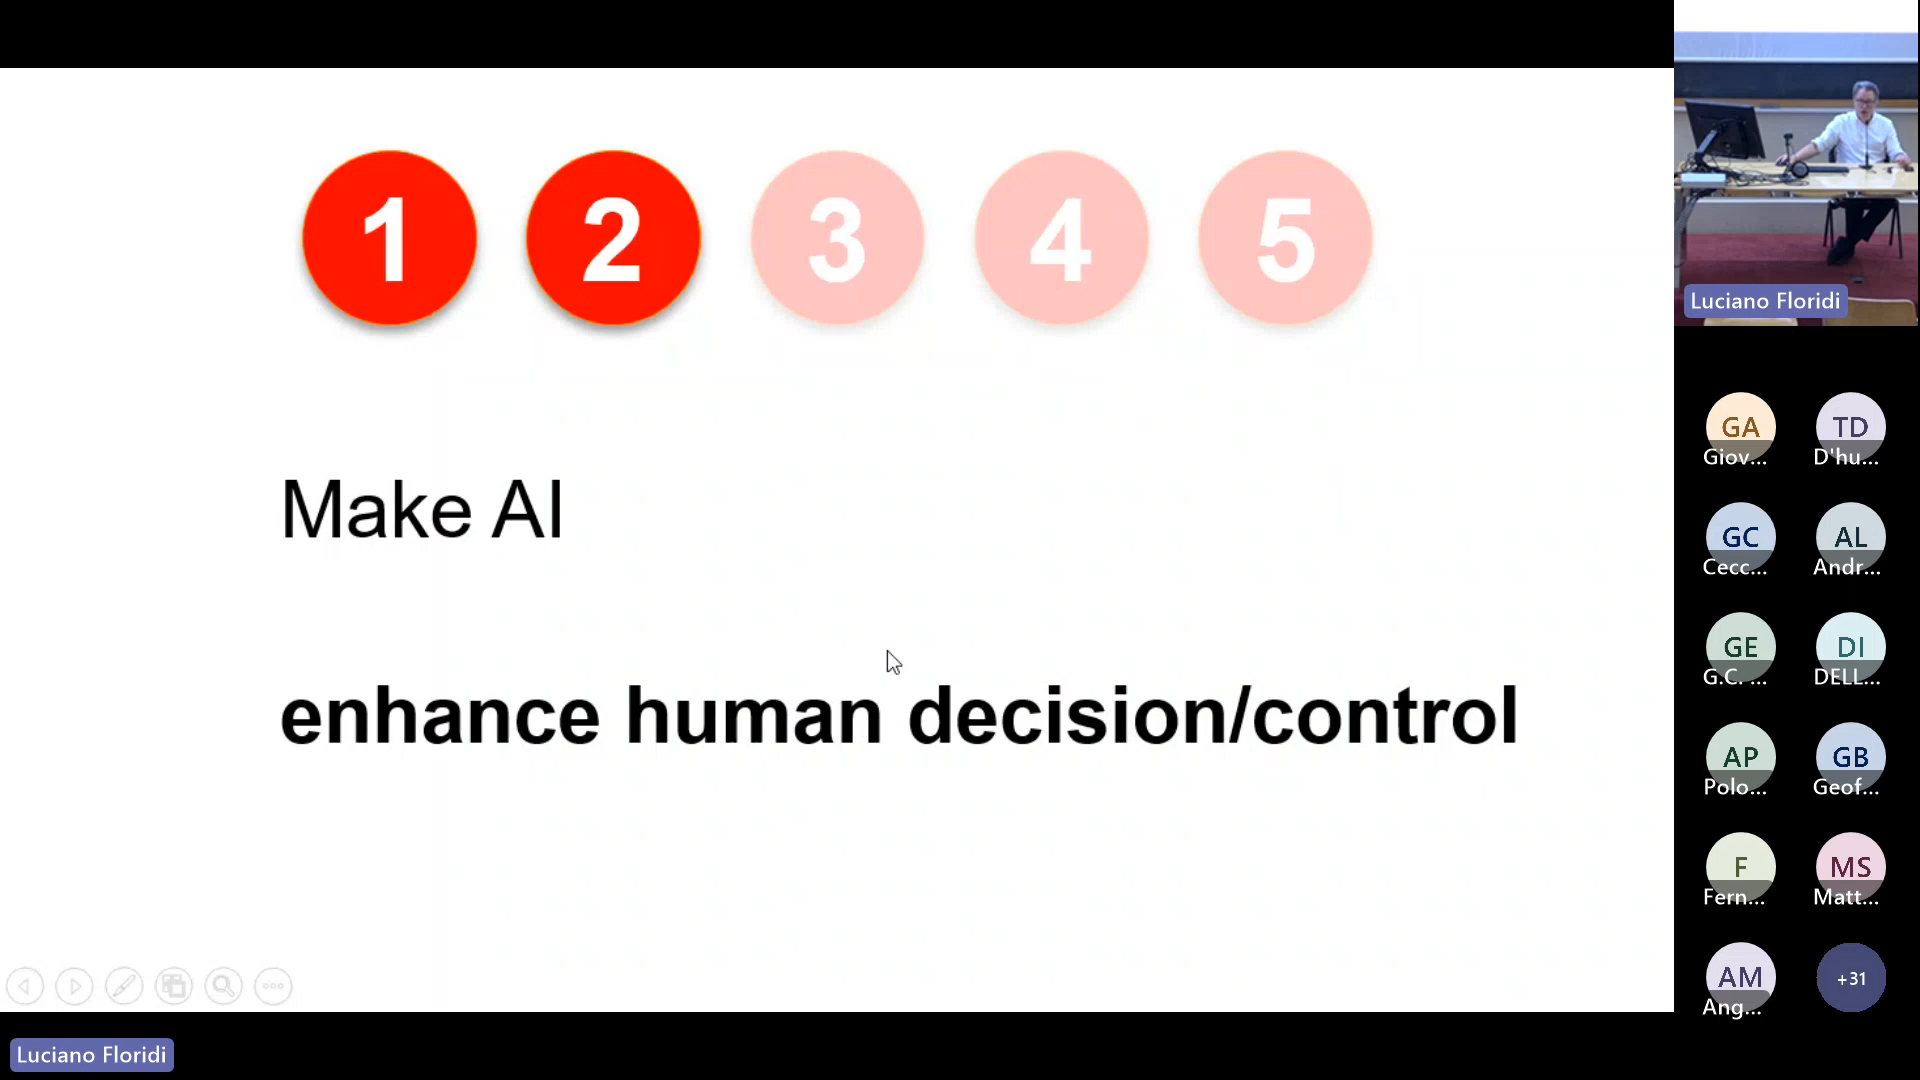 1 2 3 4 5
Make AI
enhance human decision/control
Luciano Floridi
GA TD
Giov... D'hu...
GC AL
Cecc... Andr...
GE DI
G.C. ... DELL...
AP GB
Polo... Geof...
F MS
Fern... Matt...
AM +31
Ang...
Luciano Floridi